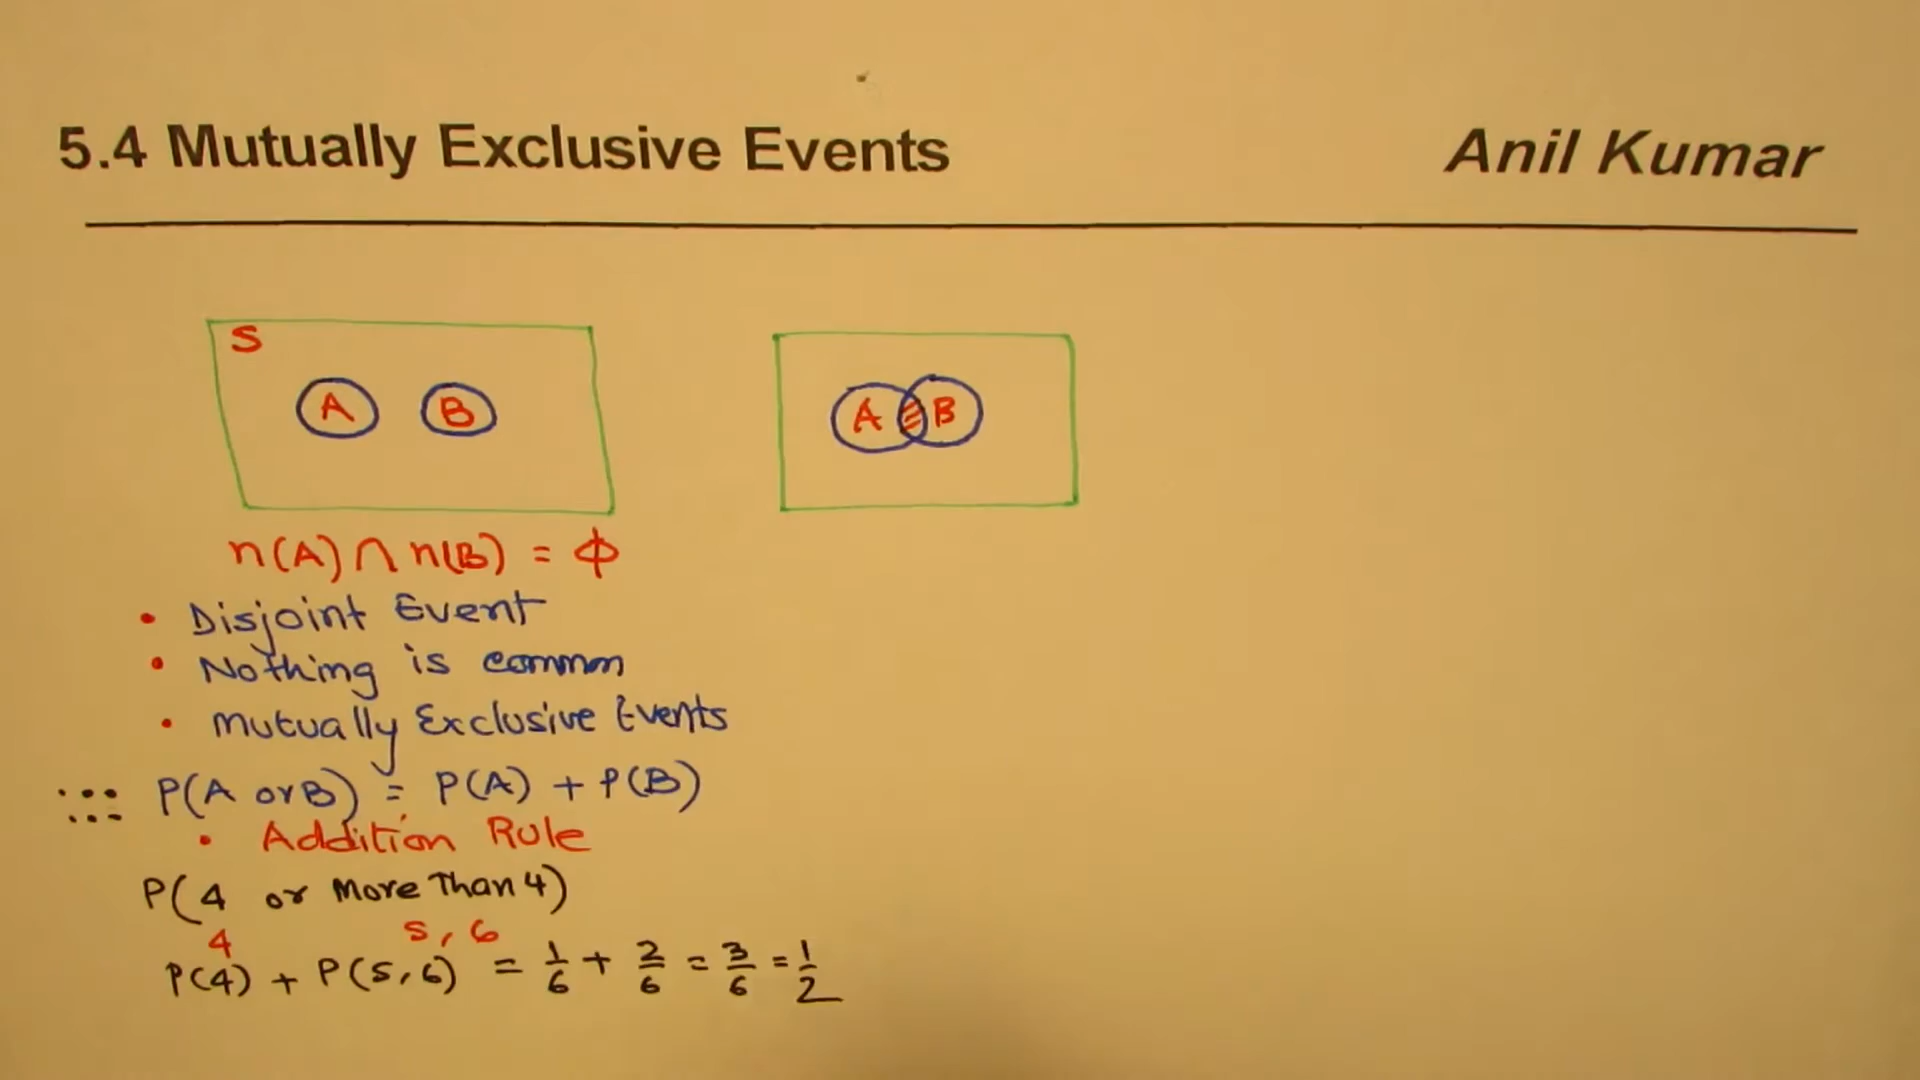 5.4 Mutually Exclusive Events Anil Kumar
S
A B
A B
n(A) ∩ n(B) = ϕ
• Disjoint Event
• Nothing is common
• Mutually Exclusive Events
P(A or B) = P(A) + P(B)
• Addition Rule
P(4 or More Than 4)
4 5, 6
P(4) + P(5, 6) = 1/6 + 2/6 = 3/6 = 1/2